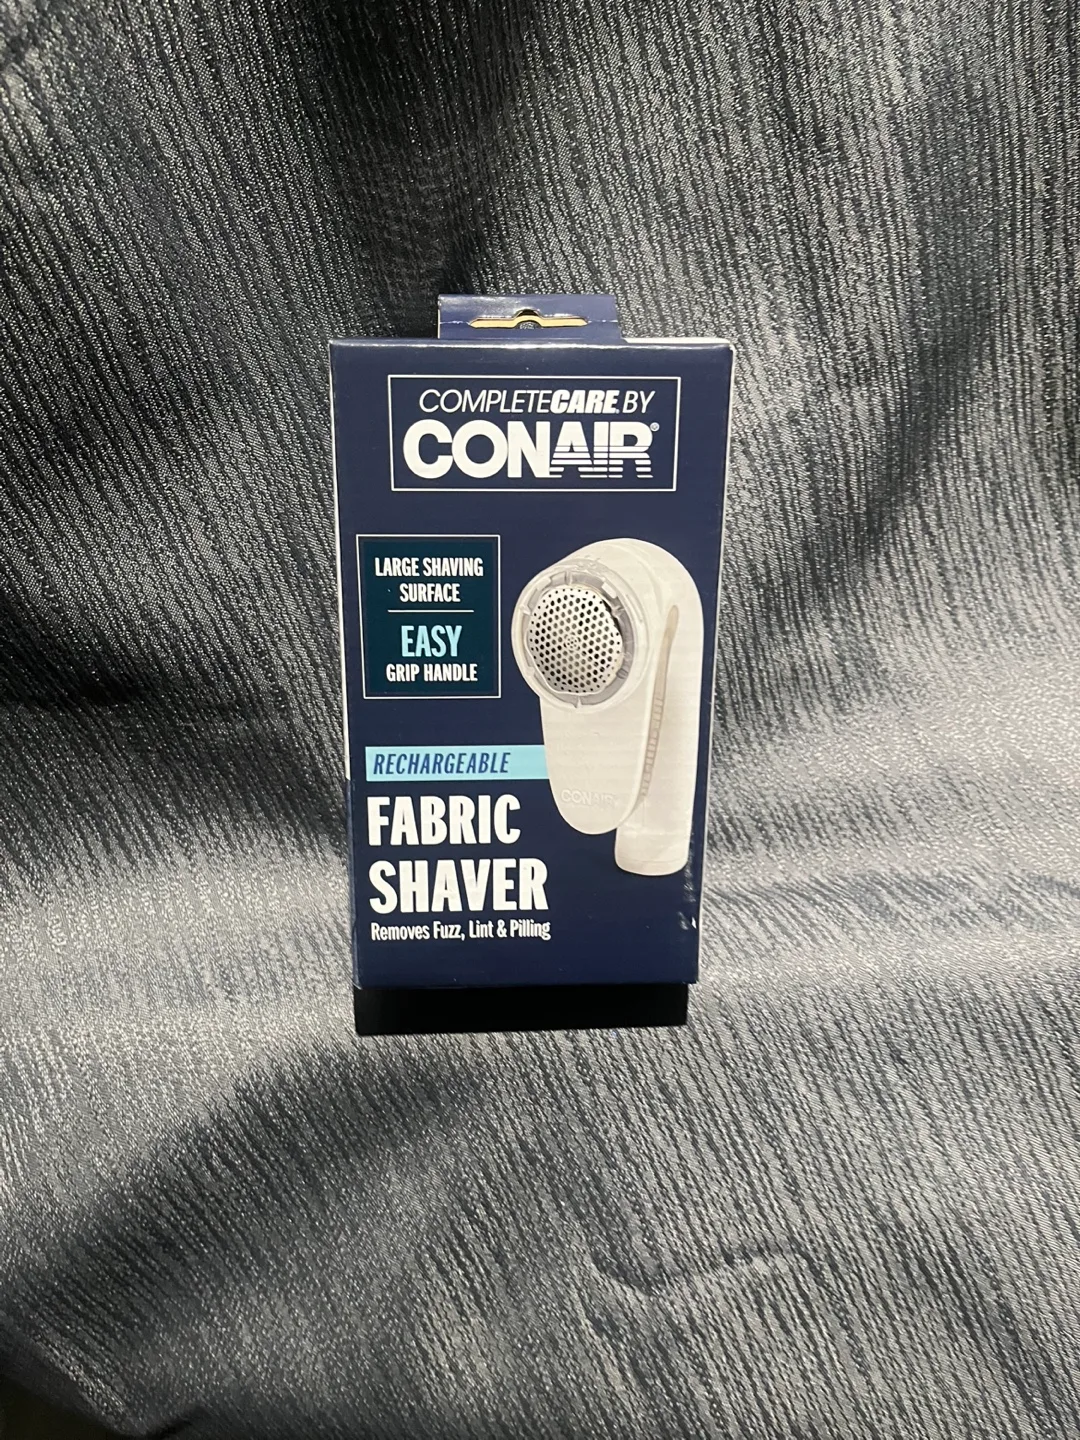 COMPLETECARE. BY
CONAIR®
LARGE SHAVING
SURFACE
EASY
GRIP HANDLE
RECHARGEABLE
FABRIC
SHAVER
Removes Fuzz, Lint & Pilling
CONAIR